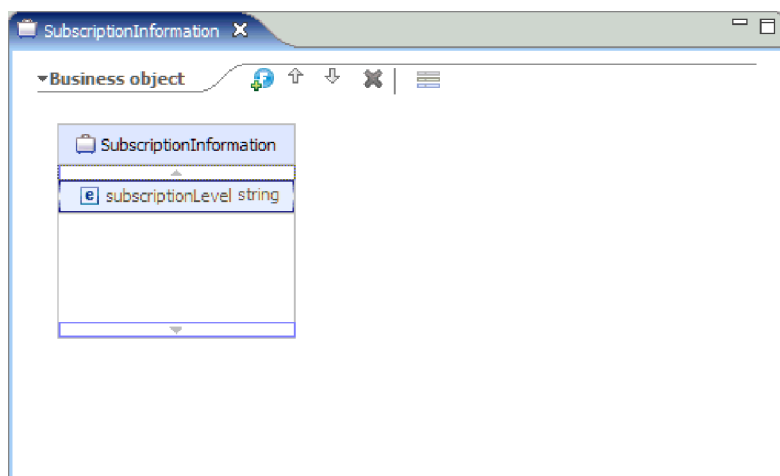 SubscriptionInformation
Business object
SubscriptionInformation
e subscriptionLevel string